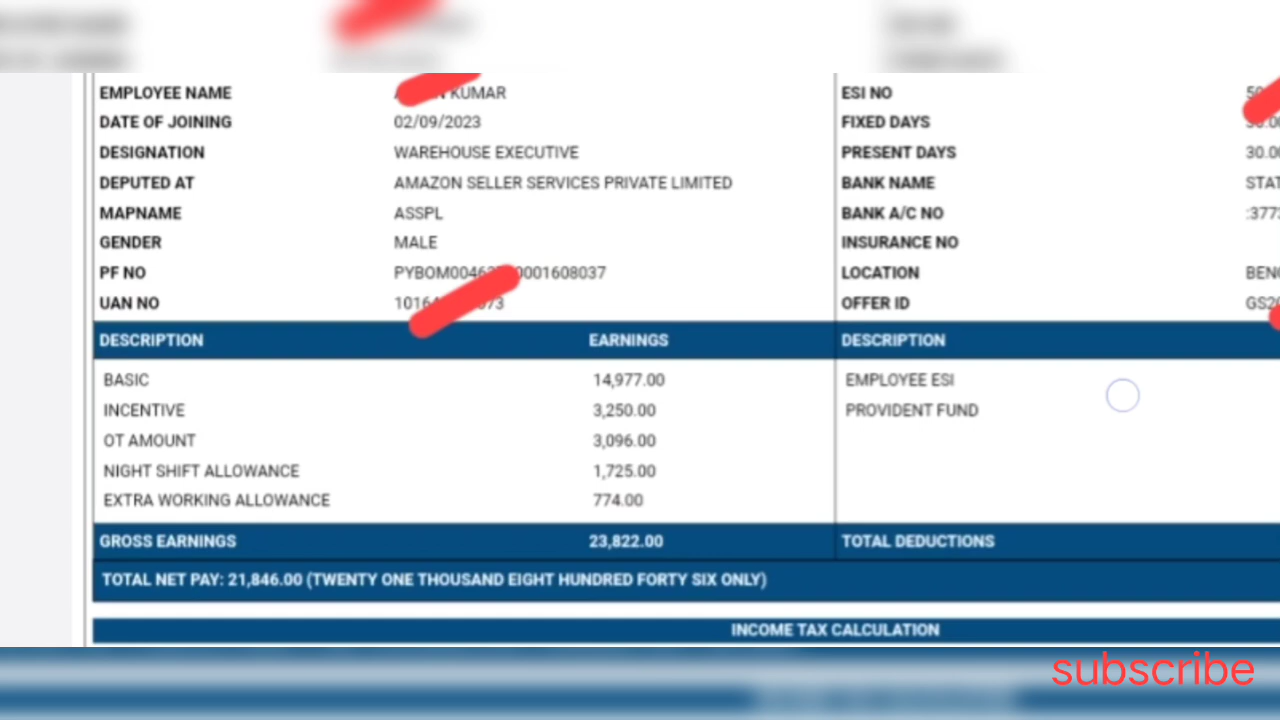 EMPLOYEE NAME KUMAR ESI NO
DATE OF JOINING 02/09/2023 FIXED DAYS
DESIGNATION WAREHOUSE EXECUTIVE PRESENT DAYS 30.00
DEPUTED AT AMAZON SELLER SERVICES PRIVATE LIMITED BANK NAME STAT
MAPNAME ASSPL BANK A/C NO :377
GENDER MALE INSURANCE NO
PF NO LOCATION BEN
UAN NO OFFER ID
DESCRIPTION EARNINGS DESCRIPTION
BASIC 14,977.00 EMPLOYEE ESI
INCENTIVE 3,250.00 PROVIDENT FUND
OT AMOUNT 3,096.00
NIGHT SHIFT ALLOWANCE 1,725.00
EXTRA WORKING ALLOWANCE 774.00
GROSS EARNINGS 23,822.00 TOTAL DEDUCTIONS
TOTAL NET PAY: 21,846.00 (TWENTY ONE THOUSAND EIGHT HUNDRED FORTY SIX ONLY)
INCOME TAX CALCULATION
subscribe